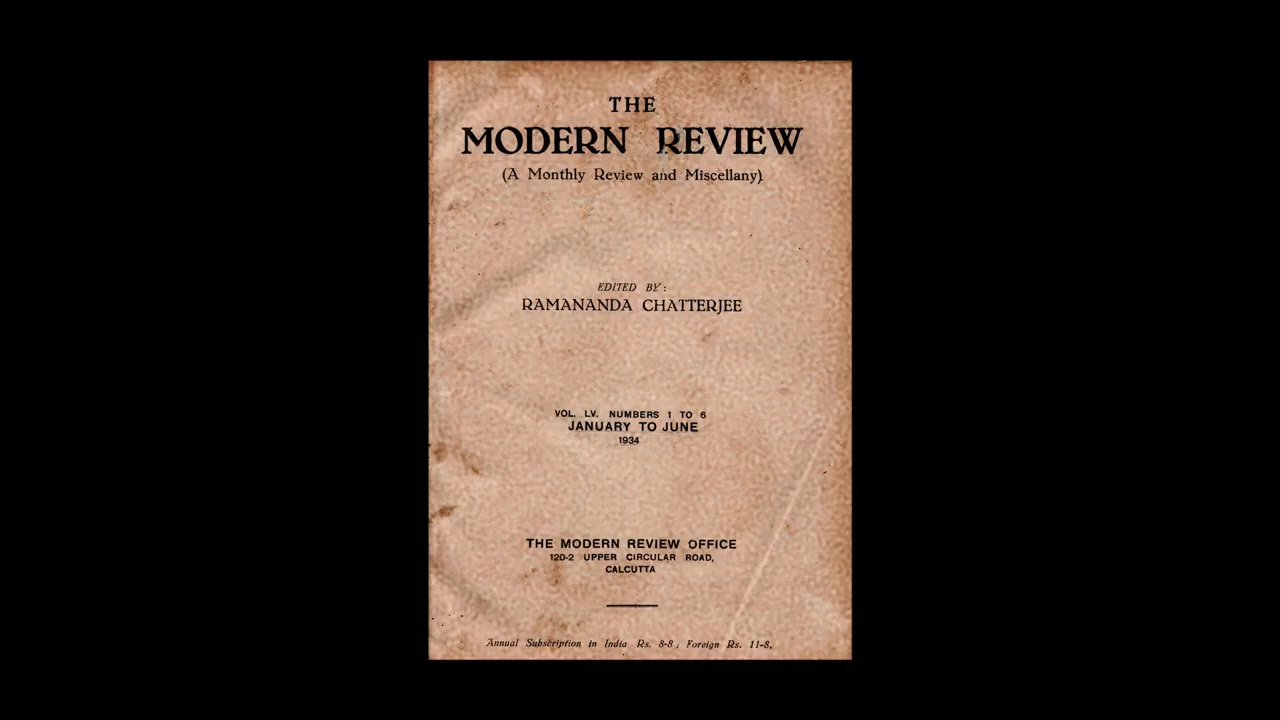 THE
MODERN REVIEW
(A Monthly Review and Miscellany)
EDITED BY:
RAMANANDA CHATTERJEE
VOL. LV. NUMBERS 1 TO 6
JANUARY TO JUNE
1934
THE MODERN REVIEW OFFICE
120-2 UPPER CIRCULAR ROAD,
CALCUTTA
Annual Subscription in India Rs. 8-8; Foreign Rs. 11-8,